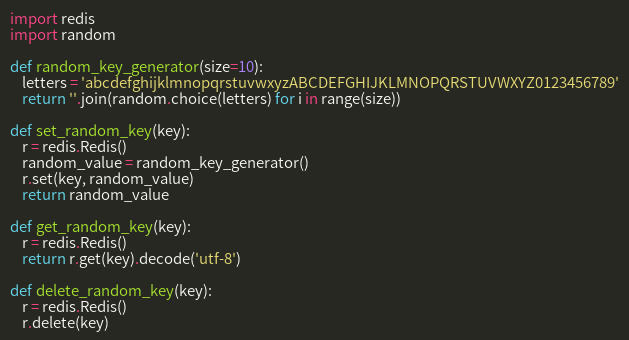 import redis
import random
def random_key_generator(size=10):
letters = 'abcdefghijklmnopqrstuvwxyzABCDEFGHIJKLMNOPQRSTUVWXYZ0123456789'
return ''.join(random.choice(letters) for i in range(size))
def set_random_key(key):
r = redis.Redis()
random_value = random_key_generator()
r.set(key, random_value)
return random_value
def get_random_key(key):
r = redis.Redis()
return r.get(key).decode('utf-8')
def delete_random_key(key):
r = redis.Redis()
r.delete(key)